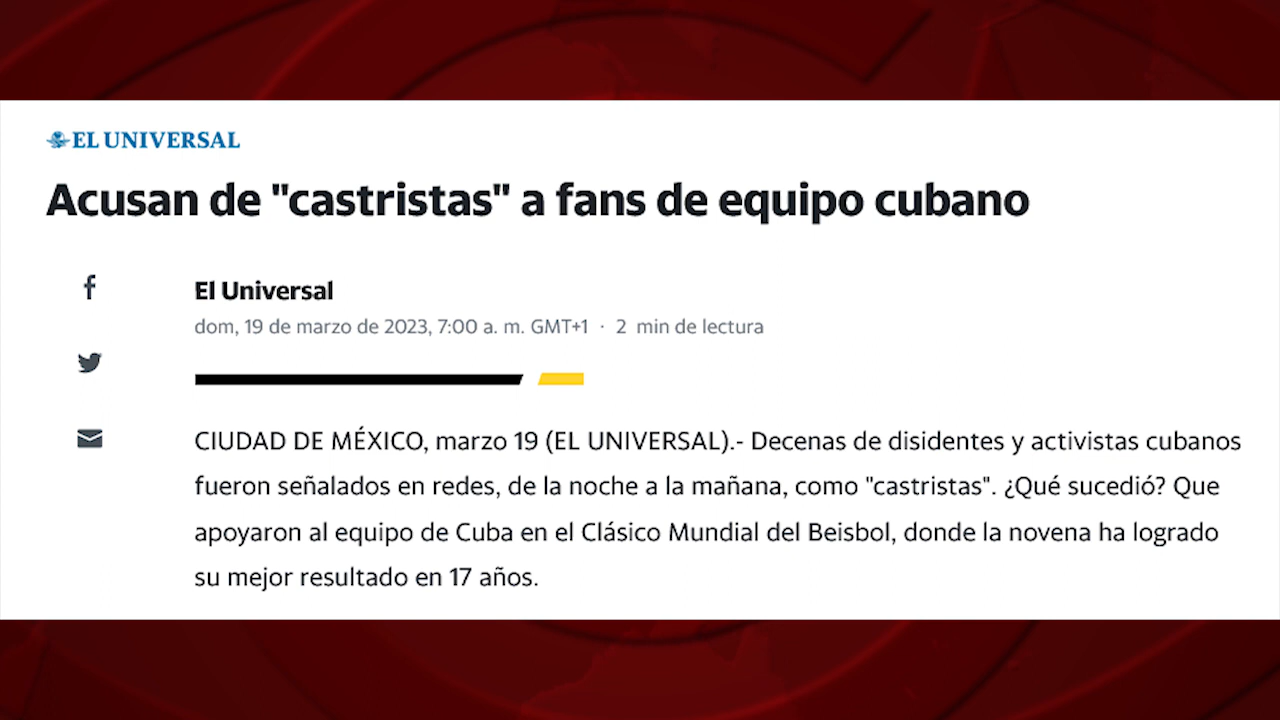 EL UNIVERSAL
Acusan de "castristas" a fans de equipo cubano
El Universal
dom, 19 de marzo de 2023, 7:00 a. m. GMT+1 · 2 min de lectura
CIUDAD DE MÉXICO, marzo 19 (EL UNIVERSAL).- Decenas de disidentes y activistas cubanos
fueron señalados en redes, de la noche a la mañana, como "castristas". ¿Qué sucedió? Que
apoyaron al equipo de Cuba en el Clásico Mundial del Beisbol, donde la novena ha logrado
su mejor resultado en 17 años.